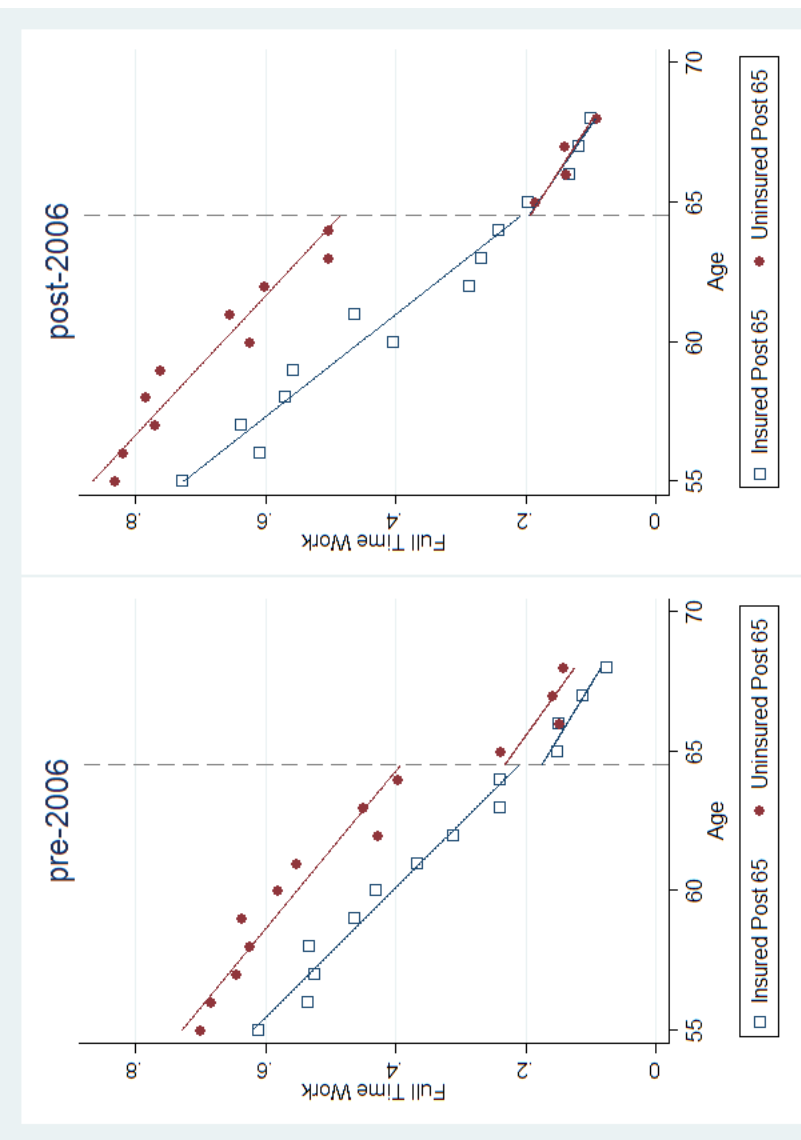 pre-2006
Full Time Work
0 .2 .4 .6 .8
55 60 65 70
Age
Insured Post 65 Uninsured Post 65
post-2006
Full Time Work
0 .2 .4 .6 .8
55 60 65 70
Age
Insured Post 65 Uninsured Post 65